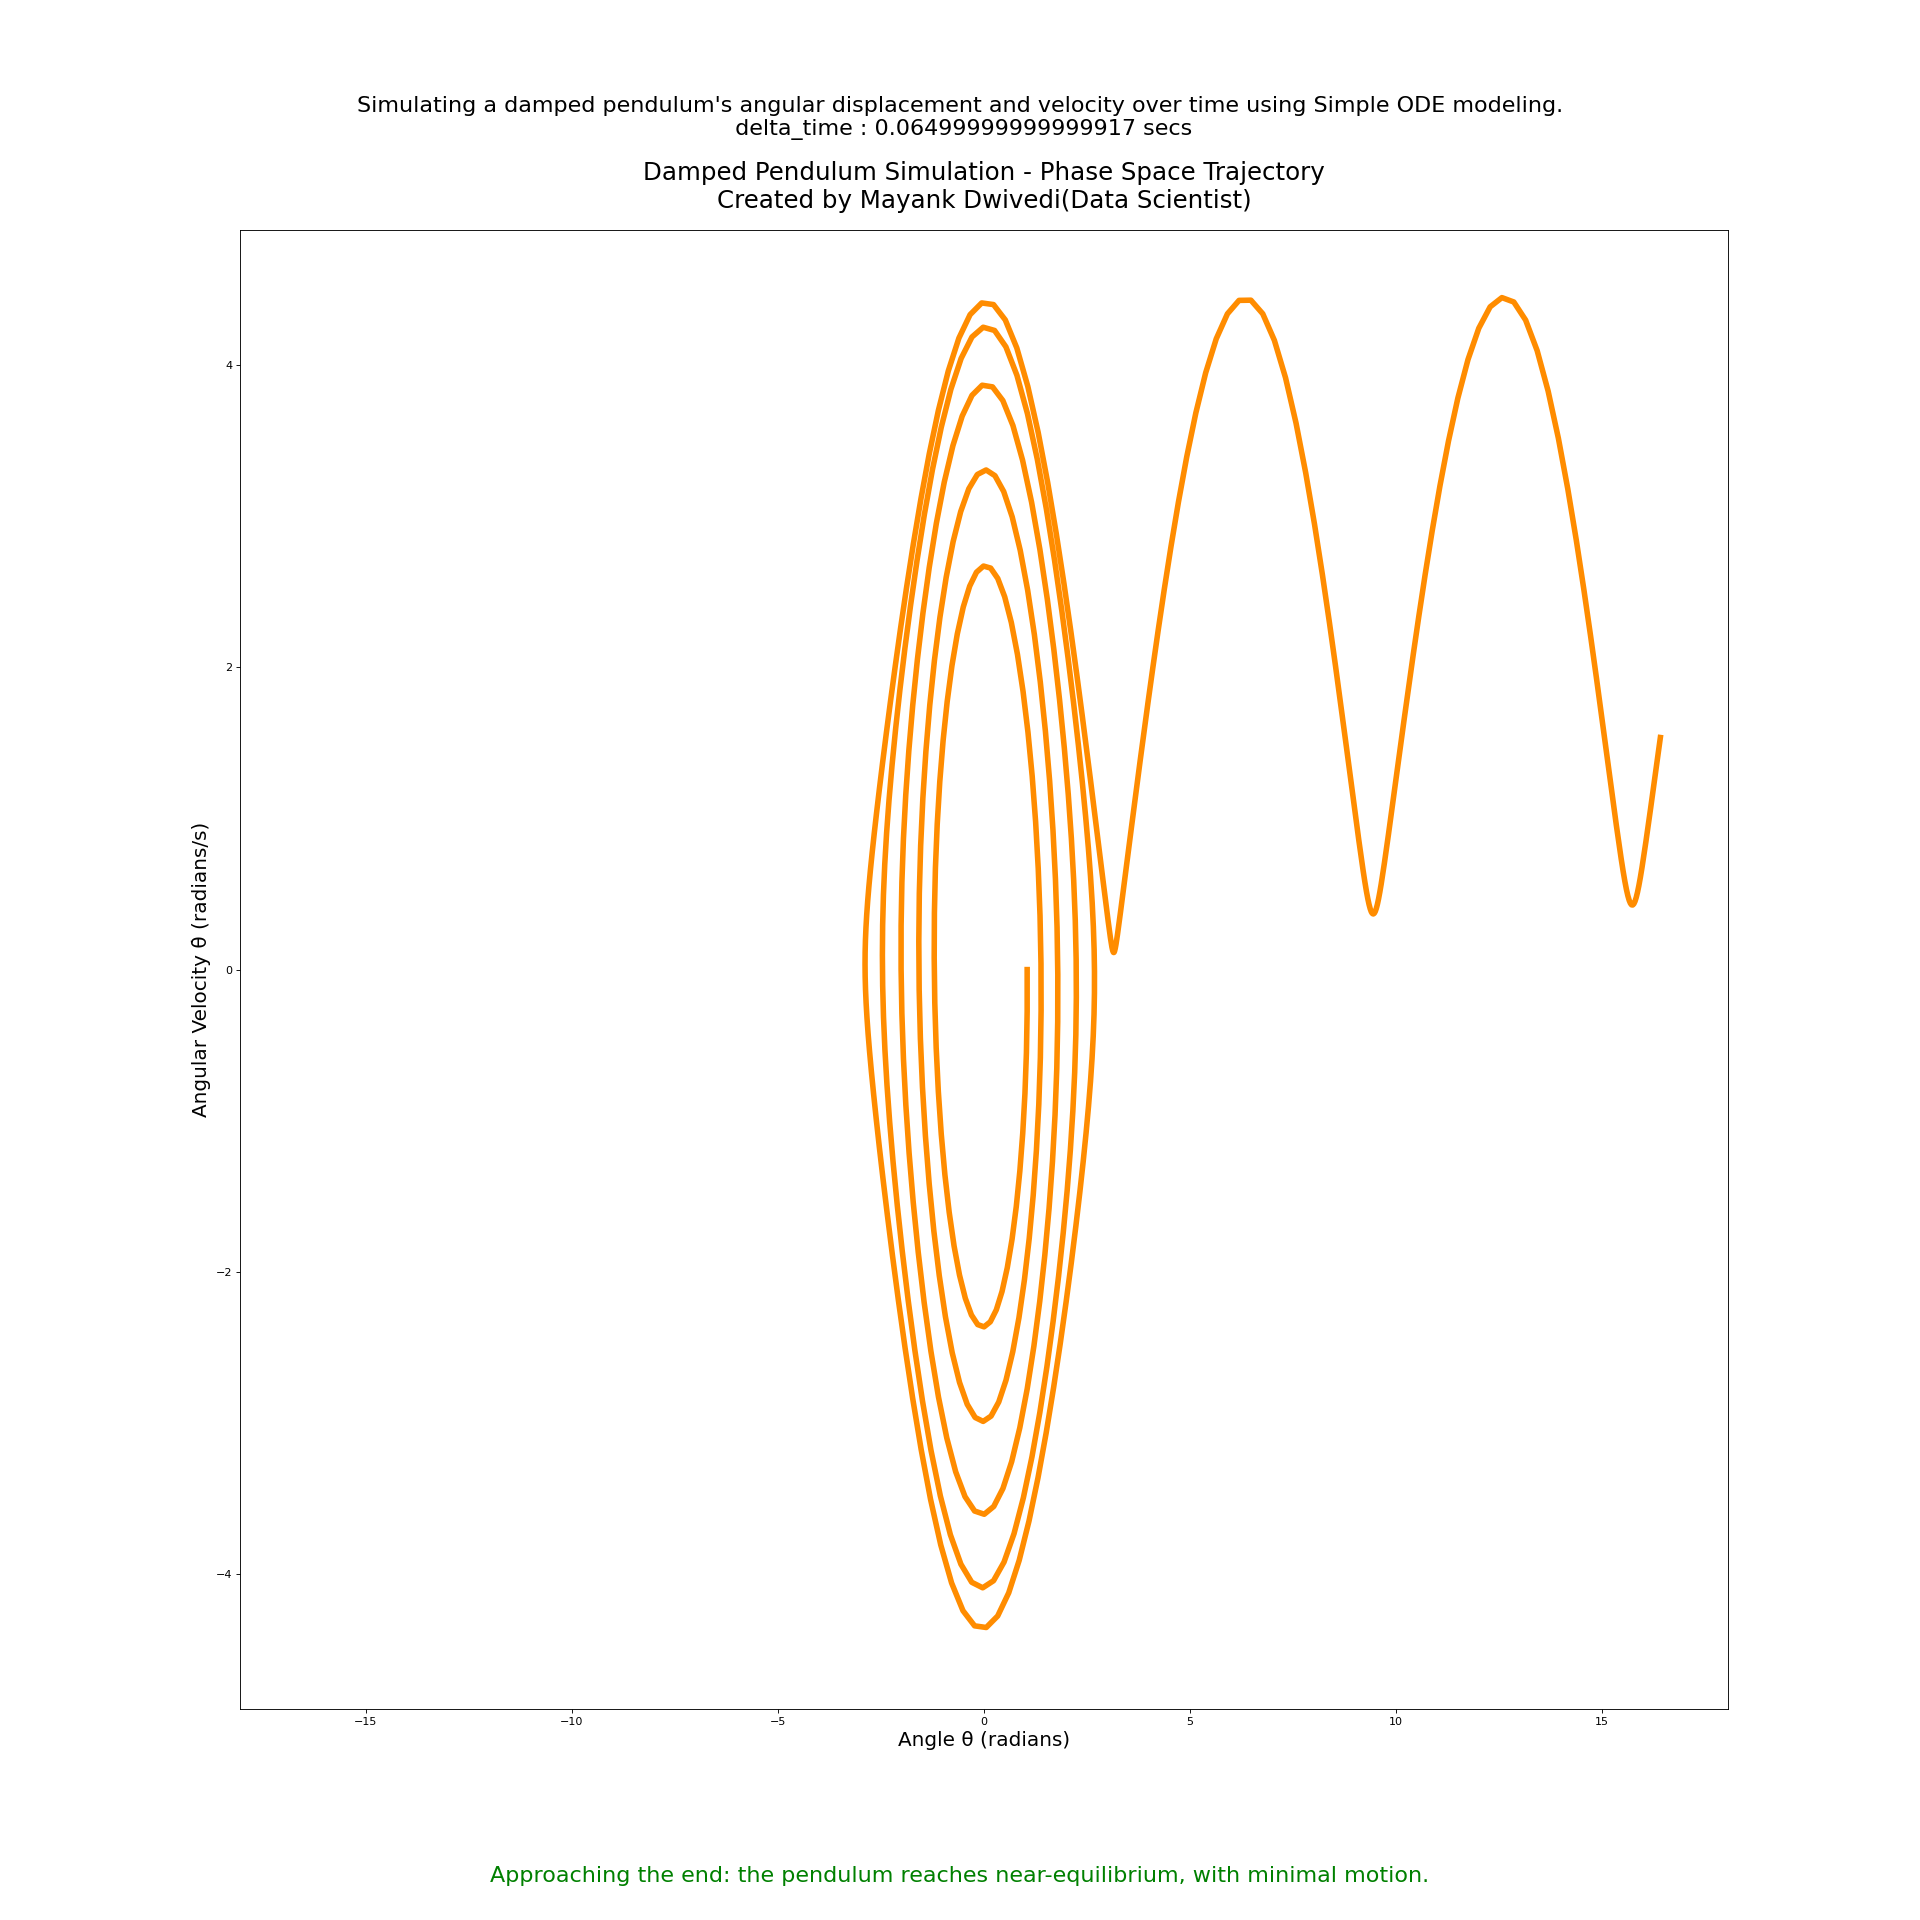 Simulating a damped pendulum's angular displacement and velocity over time using Simple ODE modeling.
delta_time : 0.06499999999999917 secs
Damped Pendulum Simulation - Phase Space Trajectory
Created by Mayank Dwivedi(Data Scientist)
Angular Velocity θ (radians/s)
4
2
0
−2
−4
−15
−10
−5
0
5
10
15
Angle θ (radians)
Approaching the end: the pendulum reaches near-equilibrium, with minimal motion.